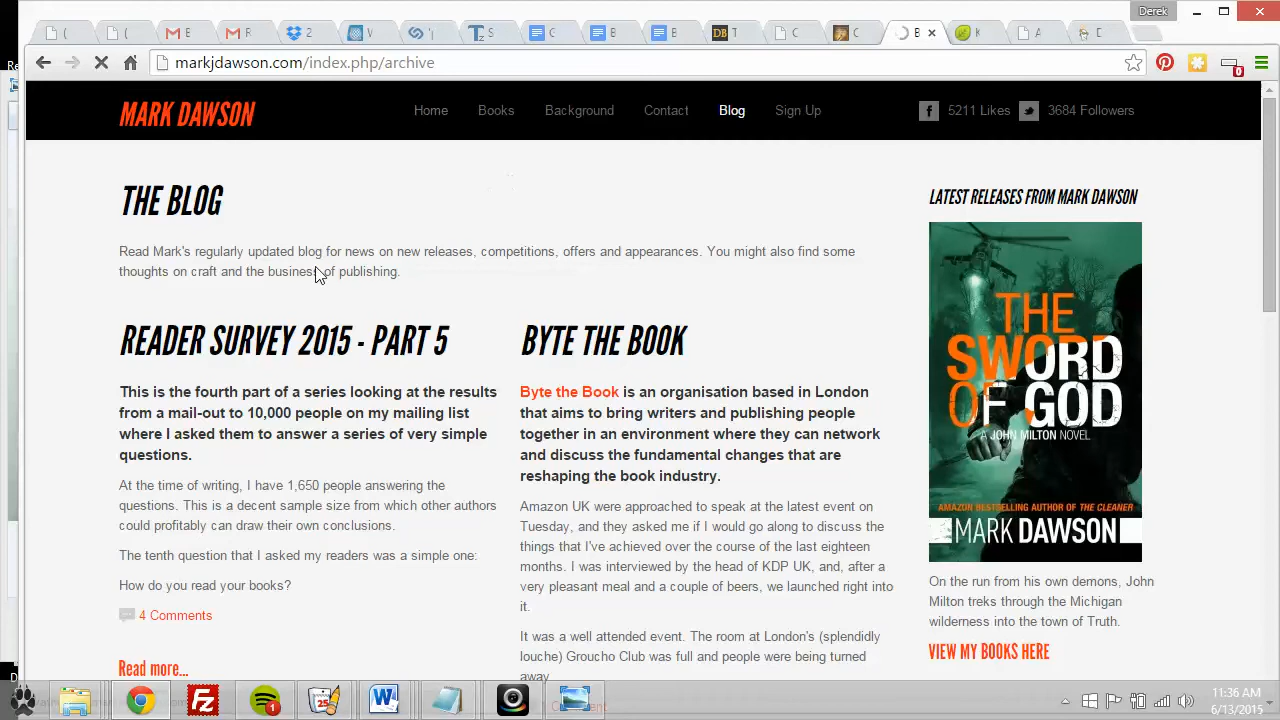 Derek
markjdawson.com/index.php/archive
0
MARK DAWSON
Home Books Background Contact Blog Sign Up 5211 Likes 3684 Followers
THE BLOG
Read Mark's regularly updated blog for news on new releases, competitions, offers and appearances. You might also find some
thoughts on craft and the business of publishing.
READER SURVEY 2015 - PART 5
This is the fourth part of a series looking at the results
from a mail-out to 10,000 people on my mailing list
where I asked them to answer a series of very simple
questions.
At the time of writing, I have 1,650 people answering the
questions. This is a decent sample size from which other authors
could profitably can draw their own conclusions.
The tenth question that I asked my readers was a simple one:
How do you read your books?
4 Comments
Read more...
BYTE THE BOOK
Byte the Book is an organisation based in London
that aims to bring writers and publishing people
together in an environment where they can network
and discuss the fundamental changes that are
reshaping the book industry.
Amazon UK were approached to speak at the latest event on
Tuesday, and they asked me if I would go along to discuss the
things that I've achieved over the course of the last eighteen
months. I was interviewed by the head of KDP UK, and, after a
very pleasant meal and a couple of beers, we launched right into
it.
It was a well attended event. The room at London's (splendidly
louche) Groucho Club was full and people were being turned
away
LATEST RELEASES FROM MARK DAWSON
THE
SWORD
OF GOD
A JOHN MILTON NOVEL
AMAZON BESTSELLING AUTHOR OF THE CLEANER
MARK DAWSON
On the run from his own demons, John
Milton treks through the Michigan
wilderness into the town of Truth.
VIEW MY BOOKS HERE
11:36 AM
6/13/2015